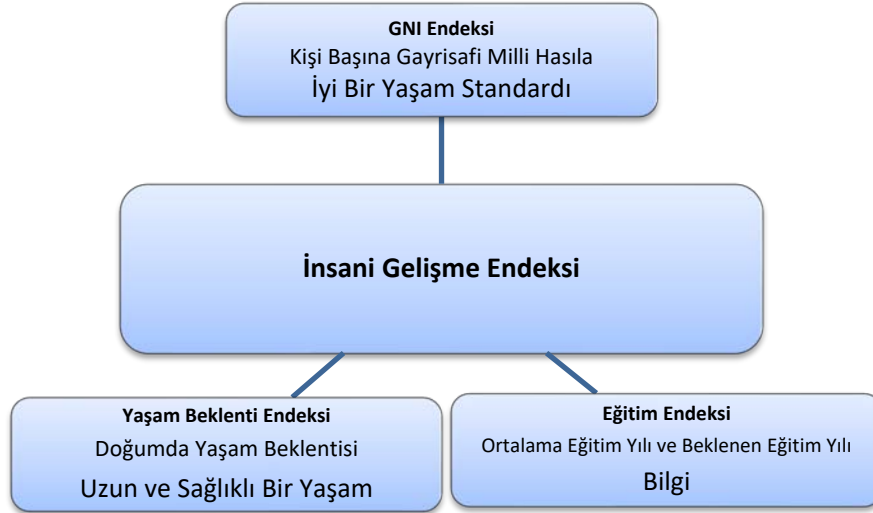 GNI Endeksi
Kişi Başına Gayrisafi Milli Hasıla
İyi Bir Yaşam Standardı
İnsani Gelişme Endeksi
Yaşam Beklenti Endeksi
Doğumda Yaşam Beklentisi
Uzun ve Sağlıklı Bir Yaşam
Eğitim Endeksi
Ortalama Eğitim Yılı ve Beklenen Eğitim Yılı
Bilgi